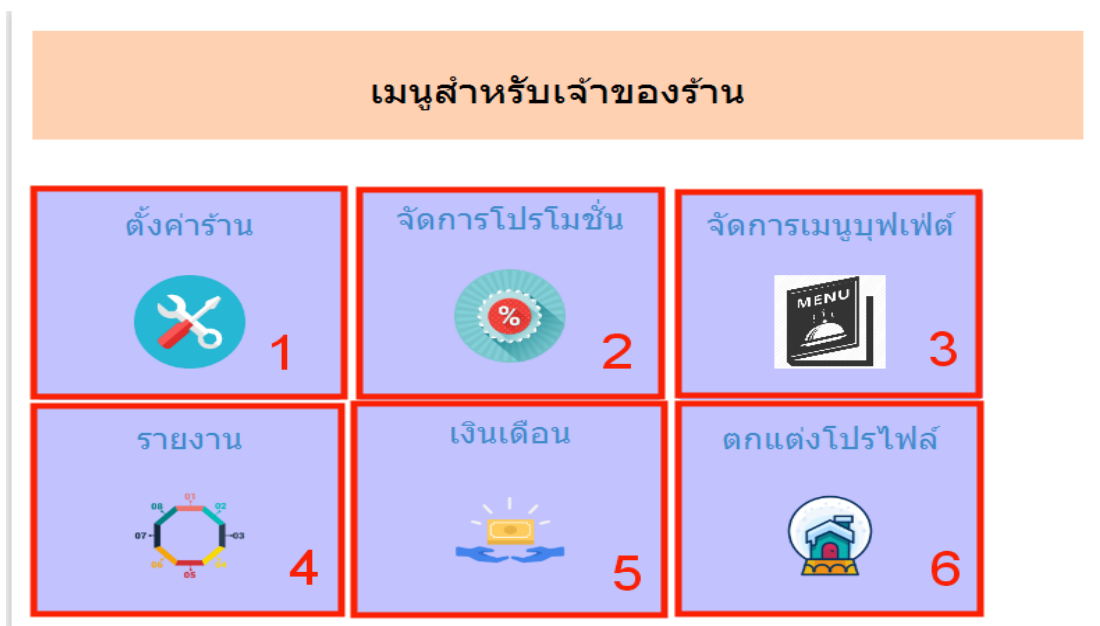 เมนูสำหรับเจ้าของร้าน
ตั้งค่าร้าน
จัดการโปรโมชั่น
จัดการเมนูบุฟเฟ่ต์
%
MENU
1
2
3
รายงาน
เงินเดือน
ตกแต่งโปรไฟล์
01
08
02
07
03
06
04
05
4
5
6